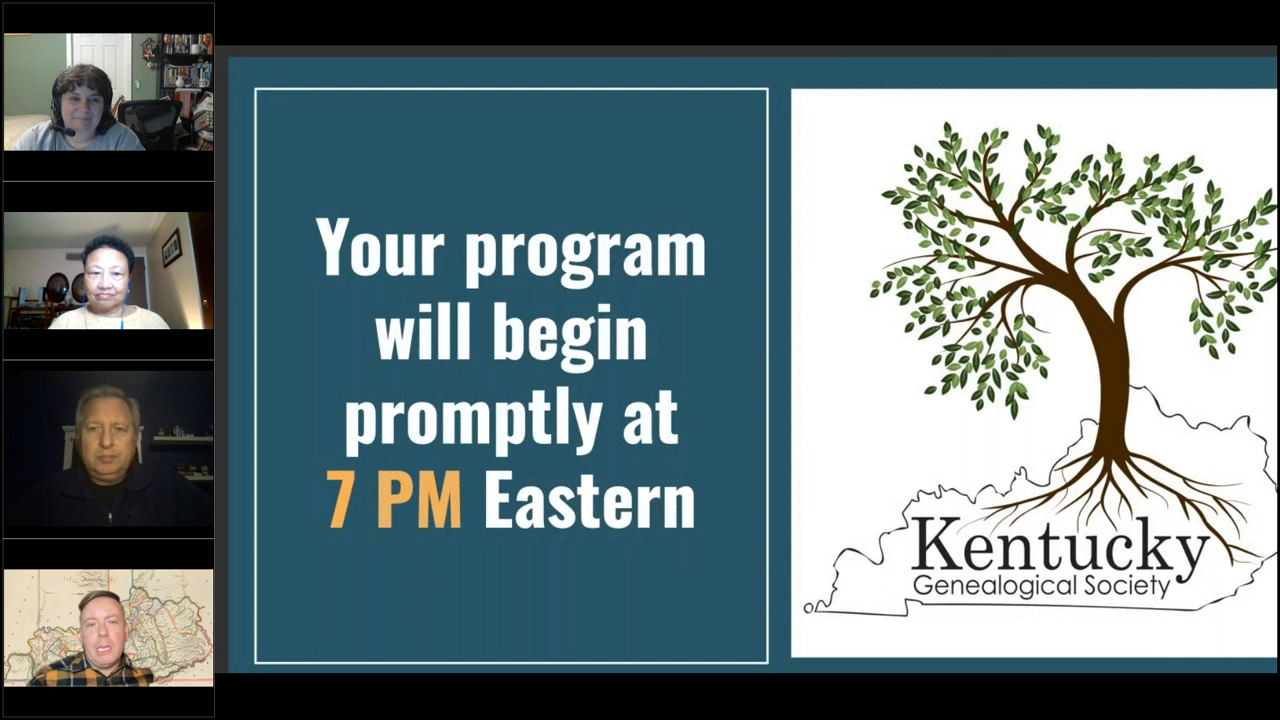 Your program
will begin
promptly at
7 PM Eastern
Kentucky
Genealogical Society